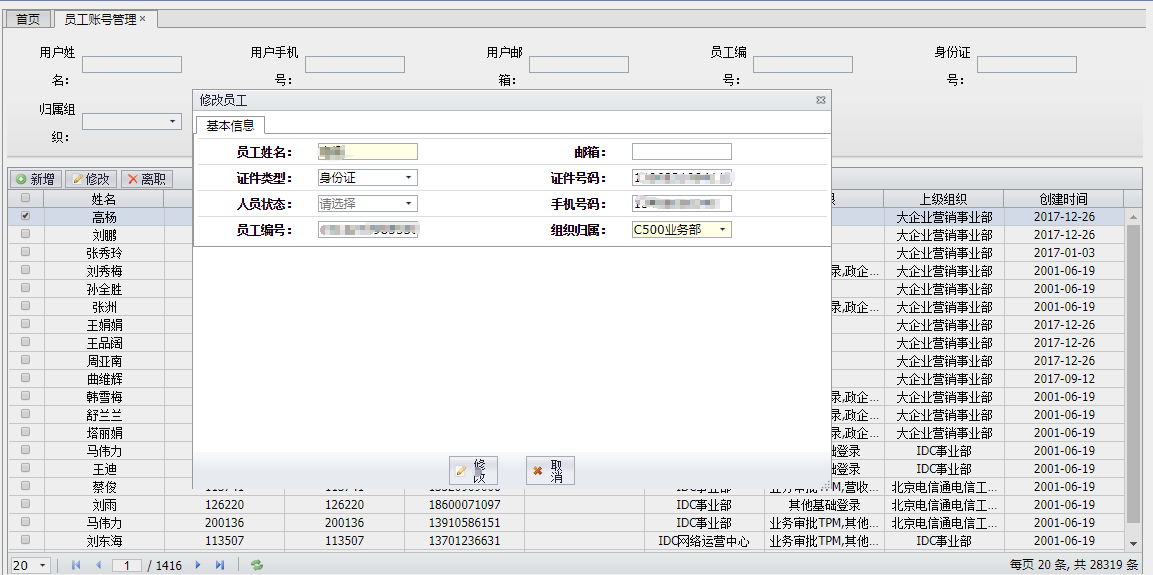 首页 员工账号管理 ×
用户姓名： 用户手机号： 用户邮箱： 员工编号： 身份证号：
归属组织：
修改员工
基本信息
员工姓名： 邮箱：
证件类型： 身份证 证件号码：
人员状态： 请选择 手机号码：
员工编号： 组织归属： C500业务部
修改 取消
新增 修改 离职
姓名 上级组织 创建时间
高杨 大企业营销事业部 2017-12-26
刘鹏 大企业营销事业部 2017-12-26
张秀玲 大企业营销事业部 2017-01-03
刘秀梅 录,政企... 大企业营销事业部 2001-06-19
孙全胜 大企业营销事业部 2001-06-19
张洲 录,政企... 大企业营销事业部 2001-06-19
王娟娟 大企业营销事业部 2017-12-26
王品阔 大企业营销事业部 2017-12-26
周亚南 大企业营销事业部 2017-12-26
曲维辉 大企业营销事业部 2017-09-12
韩雪梅 录,政企... 大企业营销事业部 2001-06-19
舒兰兰 录,政企... 大企业营销事业部 2001-06-19
塔丽娟 录,政企... 大企业营销事业部 2001-06-19
马伟力 础登录 IDC事业部 2001-06-19
王迪 础登录 IDC事业部 2001-06-19
蔡俊 IDC事业部 业务审批TPM,营收... 北京电信通电信工... 2001-06-19
刘雨 126220 126220 18600071097 IDC事业部 其他基础登录 北京电信通电信工... 2001-06-19
马伟力 200136 200136 13910586151 IDC事业部 业务审批TPM,其他... 北京电信通电信工... 2001-06-19
刘东海 113507 113507 13701236631 IDC网络运营中心 业务审批TPM,其他... IDC事业部 2001-06-19
20 1 / 1416 每页 20 条, 共 28319 条